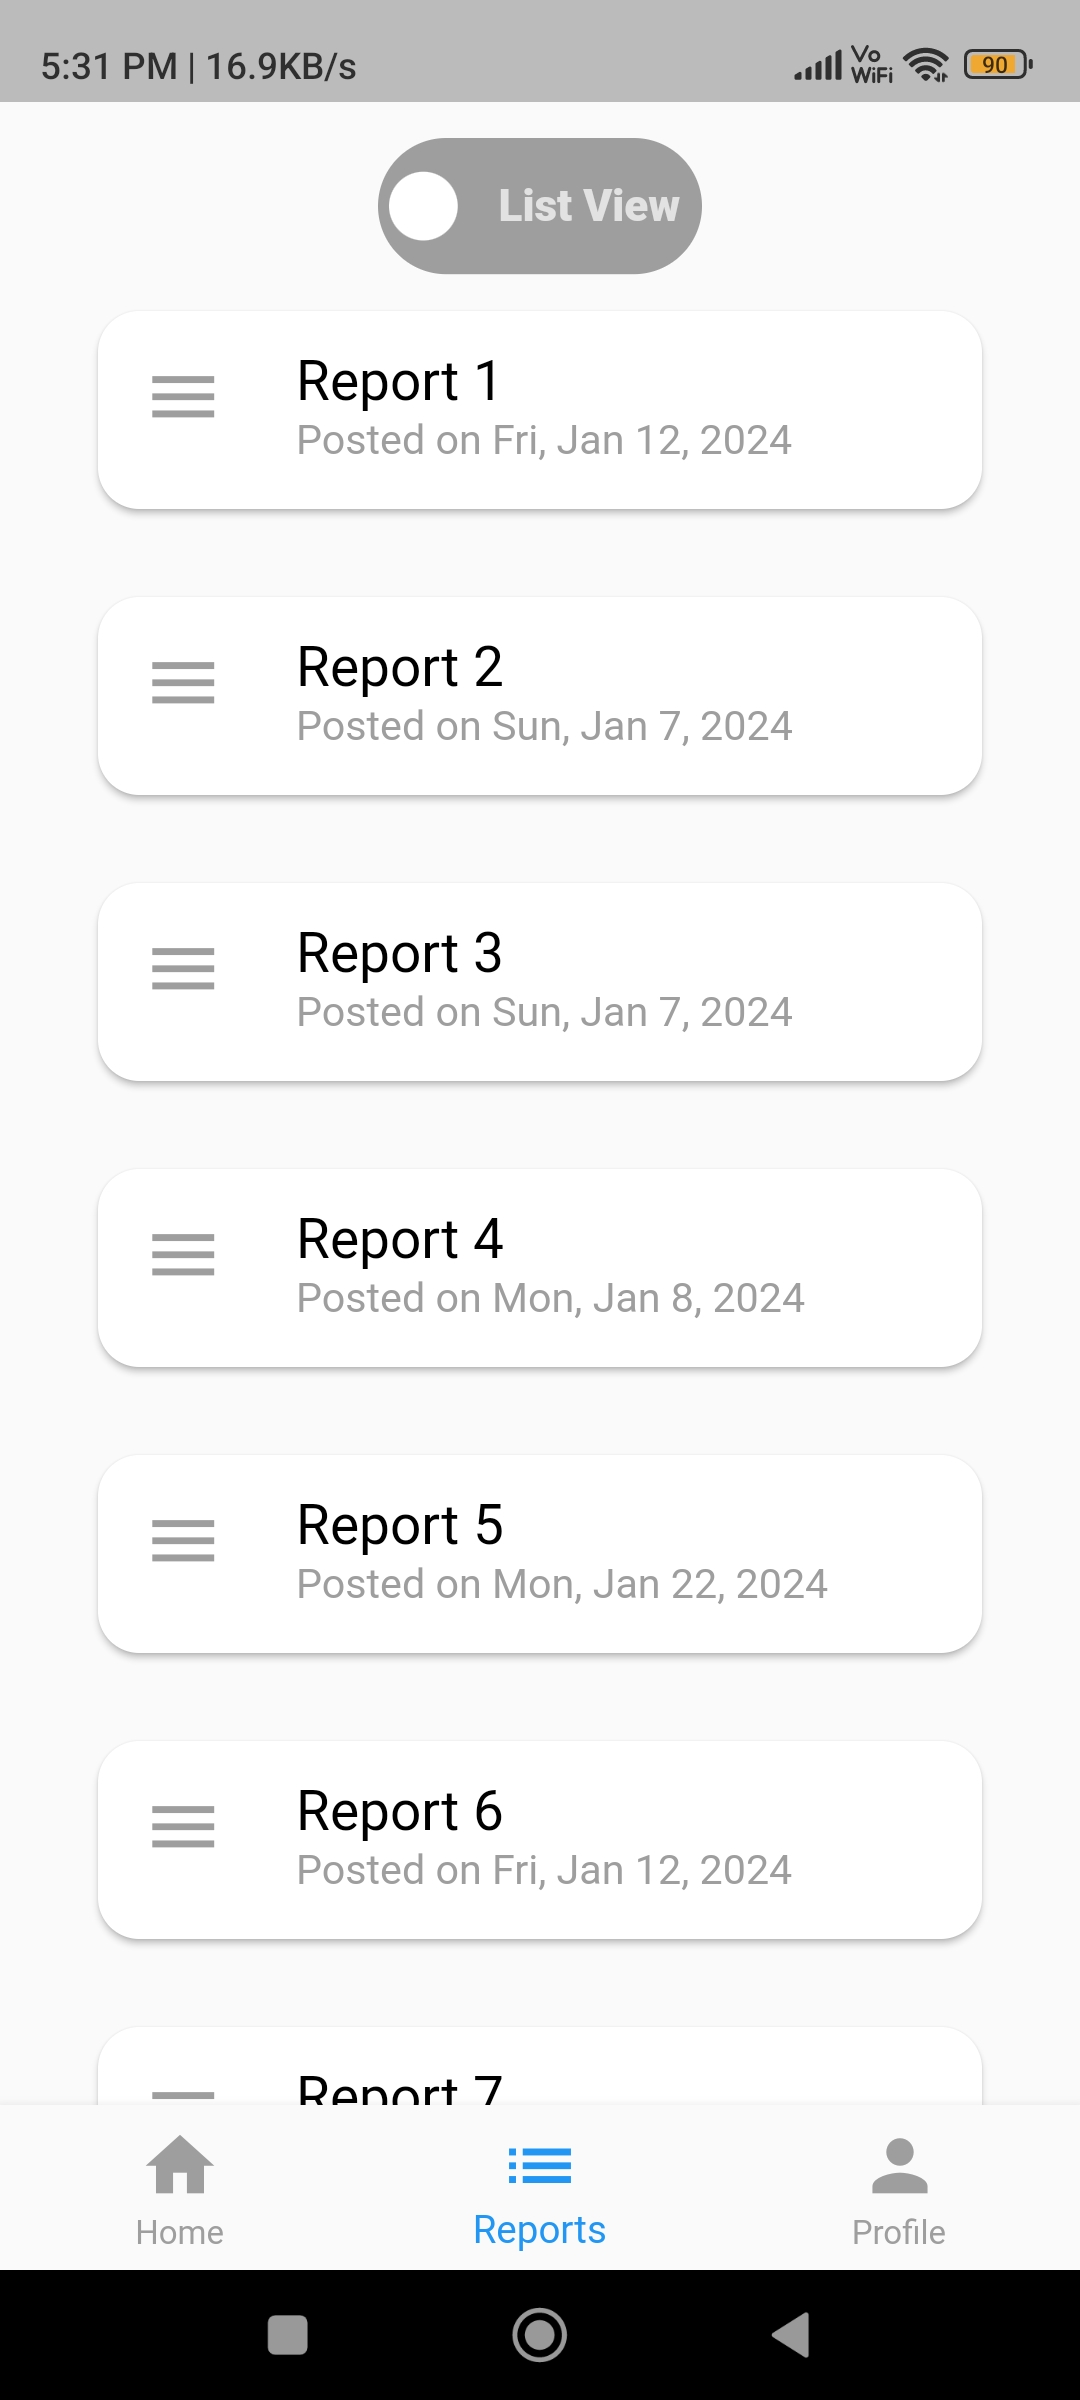 5:31 PM | 16.9KB/s
Vo
WiFi
90
List View
Report 1
Posted on Fri, Jan 12, 2024
Report 2
Posted on Sun, Jan 7, 2024
Report 3
Posted on Sun, Jan 7, 2024
Report 4
Posted on Mon, Jan 8, 2024
Report 5
Posted on Mon, Jan 22, 2024
Report 6
Posted on Fri, Jan 12, 2024
Report 7
Home
Reports
Profile